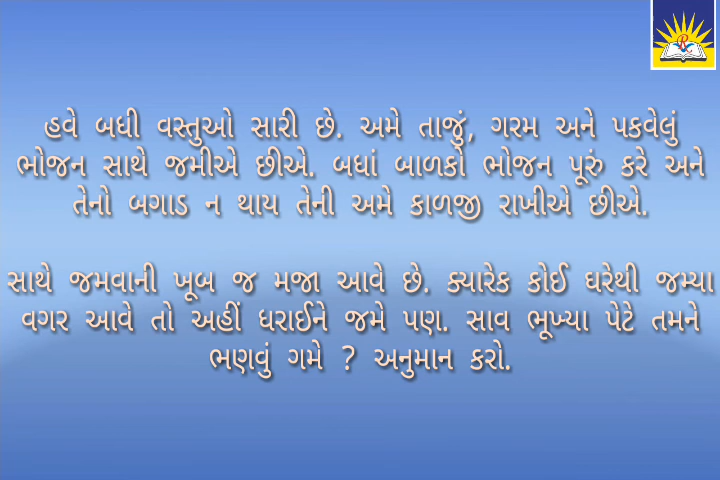 હવે બધી વસ્તુઓ સારી છે. અમે તાજું, ગરમ અને પકવેલું
ભોજન સાથે જમીએ છીએ. બધાં બાળકો ભોજન પૂરું કરે અને
તેનો બગાડ ન થાય તેની અમે કાળજી રાખીએ છીએ.
સાથે જમવાની ખૂબ જ મજા આવે છે. ક્યારેક કોઈ ઘરેથી જમ્યા
વગર આવે તો અહીં ધરાઈને જમે પણ. સાવ ભૂખ્યા પેટે તમને
ભણવું ગમે ? અનુમાન કરો.